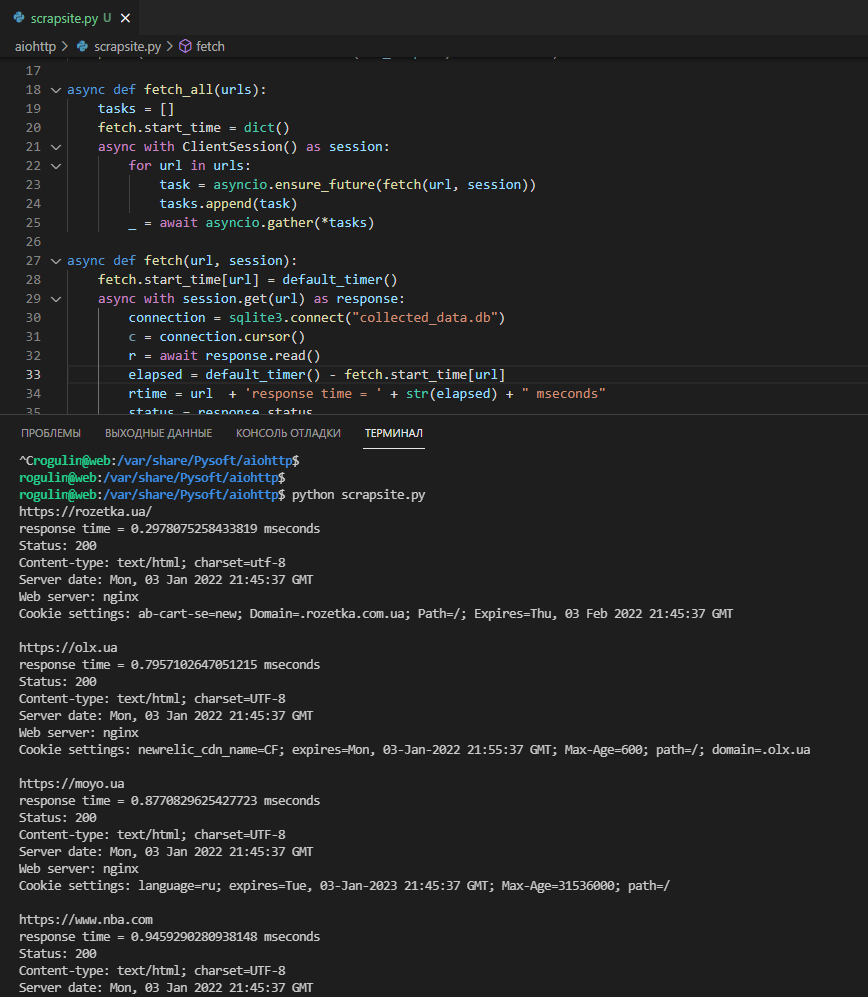 scrapsite.py U ×
aiohttp > scrapsite.py > fetch
17
18 async def fetch_all(urls):
19     tasks = []
20     fetch.start_time = dict()
21     async with ClientSession() as session:
22         for url in urls:
23             task = asyncio.ensure_future(fetch(url, session))
24             tasks.append(task)
25         _ = await asyncio.gather(*tasks)
26
27 async def fetch(url, session):
28     fetch.start_time[url] = default_timer()
29     async with session.get(url) as response:
30         connection = sqlite3.connect("collected_data.db")
31         c = connection.cursor()
32         r = await response.read()
33         elapsed = default_timer() - fetch.start_time[url]
34         rtime = url  + 'response time = ' + str(elapsed) + " mseconds"
35         status = response.status
ПРОБЛЕМЫ ВЫХОДНЫЕ ДАННЫЕ КОНСОЛЬ ОТЛАДКИ ТЕРМИНАЛ
^Crogulin@web:/var/share/Pysoft/aiohttp$
rogulin@web:/var/share/Pysoft/aiohttp$
rogulin@web:/var/share/Pysoft/aiohttp$ python scrapsite.py
https://rozetka.ua/
response time = 0.2978075258433819 mseconds
Status: 200
Content-type: text/html; charset=utf-8
Server date: Mon, 03 Jan 2022 21:45:37 GMT
Web server: nginx
Cookie settings: ab-cart-se=new; Domain=.rozetka.com.ua; Path=/; Expires=Thu, 03 Feb 2022 21:45:37 GMT
https://olx.ua
response time = 0.7957102647051215 mseconds
Status: 200
Content-type: text/html; charset=UTF-8
Server date: Mon, 03 Jan 2022 21:45:37 GMT
Web server: nginx
Cookie settings: newrelic_cdn_name=CF; expires=Mon, 03-Jan-2022 21:55:37 GMT; Max-Age=600; path=/; domain=.olx.ua
https://moyo.ua
response time = 0.8770829625427723 mseconds
Status: 200
Content-type: text/html; charset=UTF-8
Server date: Mon, 03 Jan 2022 21:45:37 GMT
Web server: nginx
Cookie settings: language=ru; expires=Tue, 03-Jan-2023 21:45:37 GMT; Max-Age=31536000; path=/
https://www.nba.com
response time = 0.9459290280938148 mseconds
Status: 200
Content-type: text/html; charset=UTF-8
Server date: Mon, 03 Jan 2022 21:45:37 GMT